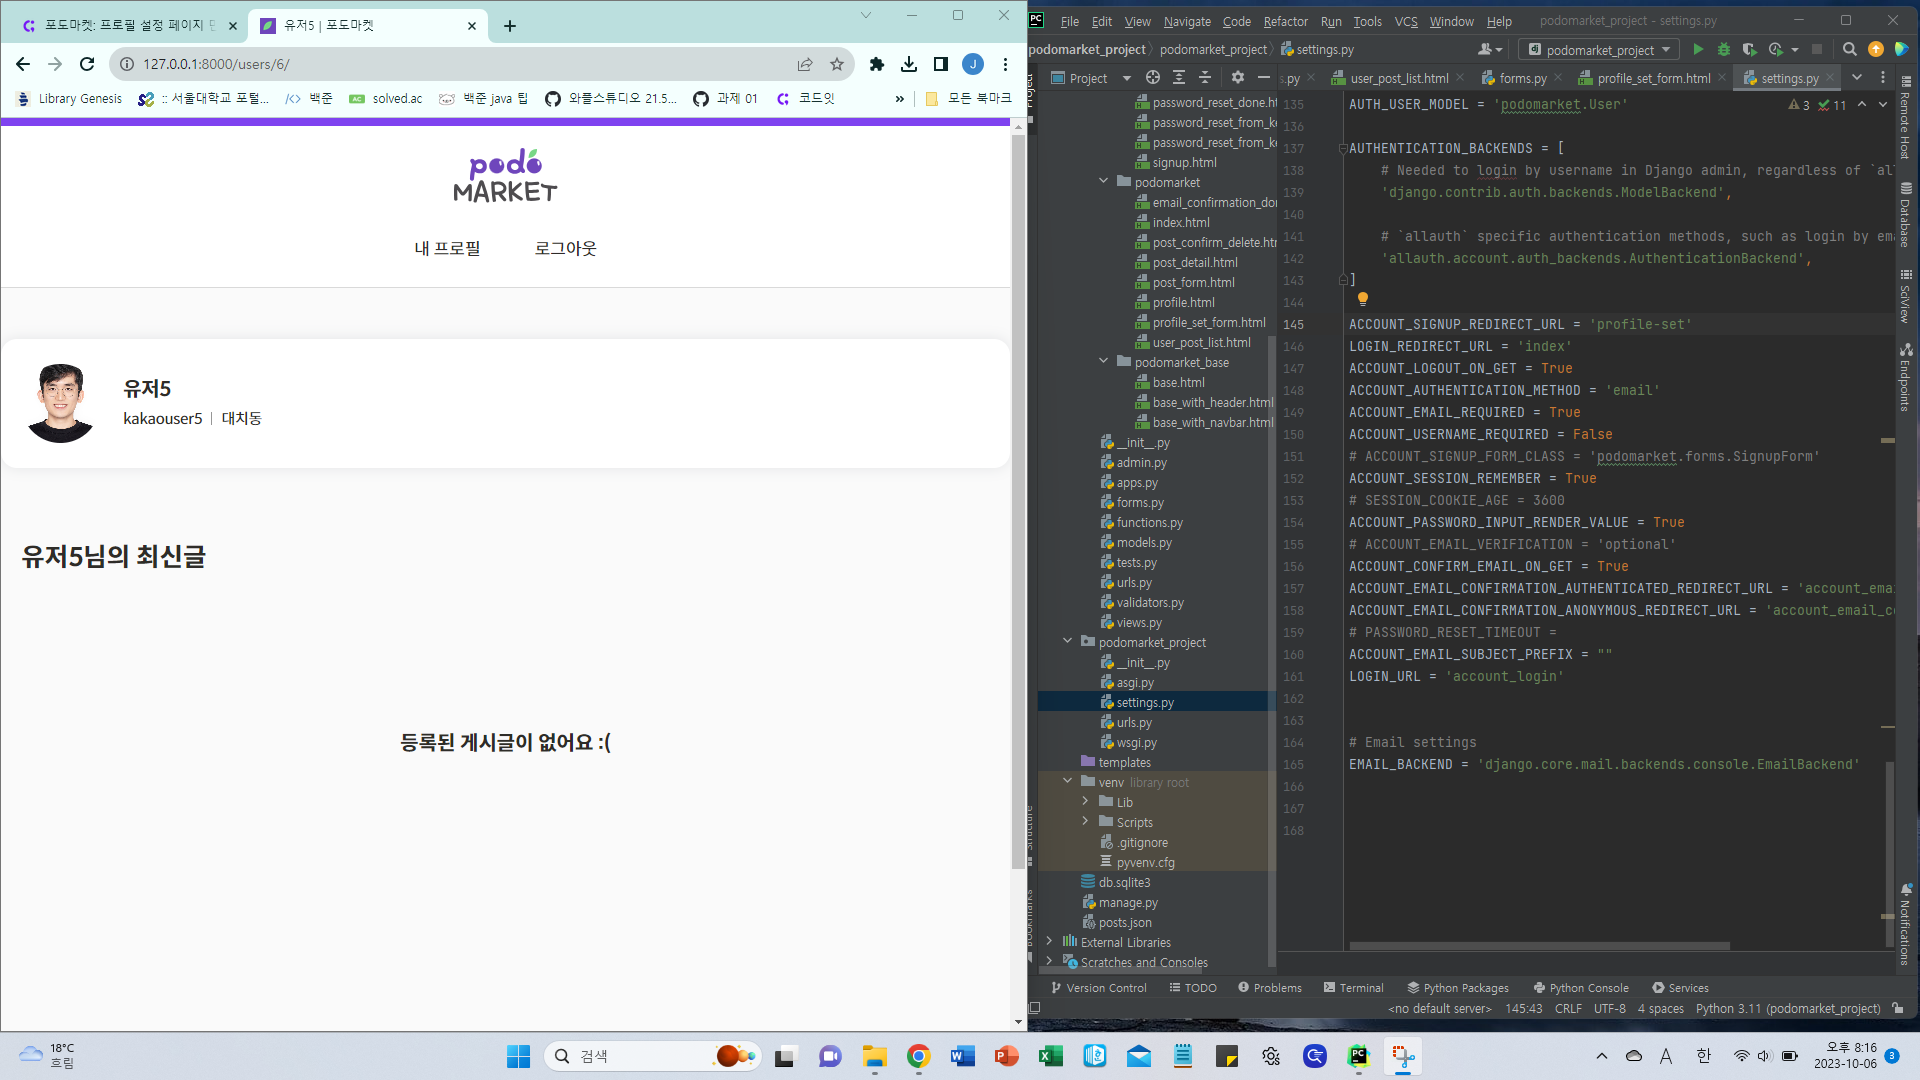 포도마켓: 프로필 설정 페이지
유저5 | 포도마켓
127.0.0.1:8000/users/6/
Library Genesis
:: 서울대학교 포털...
백준
solved.ac
백준 java 팁
와플스튜디오 21.5...
과제 01
코드잇
»
모든 북마크
podo
MARKET
내 프로필
로그아웃
유저5
kakaouser5 | 대치동
유저5님의 최신글
등록된 게시글이 없어요 :(
File Edit View Navigate Code Refactor Run Tools VCS Window Help
podomarket_project - settings.py
podomarket_project
podomarket_project
settings.py
podomarket_project
Project
s.py
user_post_list.html
forms.py
profile_set_form.html
settings.py
password_reset_done.ht
password_reset_from_k
password_reset_from_k
signup.html
podomarket
email_confirmation_do
index.html
post_confirm_delete.ht
post_detail.html
post_form.html
profile.html
profile_set_form.html
user_post_list.html
podomarket_base
base.html
base_with_header.html
base_with_navbar.html
__init__.py
admin.py
apps.py
forms.py
functions.py
models.py
tests.py
urls.py
validators.py
views.py
podomarket_project
__init__.py
asgi.py
settings.py
urls.py
wsgi.py
templates
venv library root
Lib
Scripts
.gitignore
pyvenv.cfg
db.sqlite3
manage.py
posts.json
External Libraries
Scratches and Consoles
3 11
135 AUTH_USER_MODEL = 'podomarket.User'
136
137 AUTHENTICATION_BACKENDS = [
138 # Needed to login by username in Django admin, regardless of `al
139 'django.contrib.auth.backends.ModelBackend',
140
141 # `allauth` specific authentication methods, such as login by em
142 'allauth.account.auth_backends.AuthenticationBackend',
143 ]
144
145 ACCOUNT_SIGNUP_REDIRECT_URL = 'profile-set'
146 LOGIN_REDIRECT_URL = 'index'
147 ACCOUNT_LOGOUT_ON_GET = True
148 ACCOUNT_AUTHENTICATION_METHOD = 'email'
149 ACCOUNT_EMAIL_REQUIRED = True
150 ACCOUNT_USERNAME_REQUIRED = False
151 # ACCOUNT_SIGNUP_FORM_CLASS = 'podomarket.forms.SignupForm'
152 ACCOUNT_SESSION_REMEMBER = True
153 # SESSION_COOKIE_AGE = 3600
154 ACCOUNT_PASSWORD_INPUT_RENDER_VALUE = True
155 # ACCOUNT_EMAIL_VERIFICATION = 'optional'
156 ACCOUNT_CONFIRM_EMAIL_ON_GET = True
157 ACCOUNT_EMAIL_CONFIRMATION_AUTHENTICATED_REDIRECT_URL = 'account_ema
158 ACCOUNT_EMAIL_CONFIRMATION_ANONYMOUS_REDIRECT_URL = 'account_email_c
159 # PASSWORD_RESET_TIMEOUT =
160 ACCOUNT_EMAIL_SUBJECT_PREFIX = ""
161 LOGIN_URL = 'account_login'
162
163
164 # Email settings
165 EMAIL_BACKEND = 'django.core.mail.backends.console.EmailBackend'
166
167
168
Remote Host
Database
SciView
Endpoints
Notifications
Version Control
TODO
Problems
Terminal
Python Packages
Python Console
Services
<no default server> 145:43 CRLF UTF-8 4 spaces Python 3.11 (podomarket_project)
18°C
흐림
검색
A
한
오후 8:16
2023-10-06
3